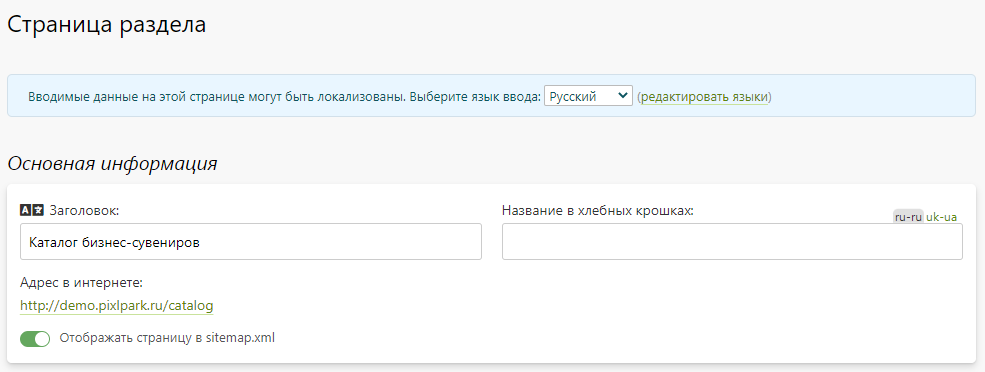 Страница раздела
Вводимые данные на этой странице могут быть локализованы. Выберите язык ввода: Русский (редактировать языки)
Основная информация
Заголовок:
Каталог бизнес-сувениров
Название в хлебных крошках:
ru-ru uk-ua
Адрес в интернете:
http://demo.pixlpark.ru/catalog
Отображать страницу в sitemap.xml